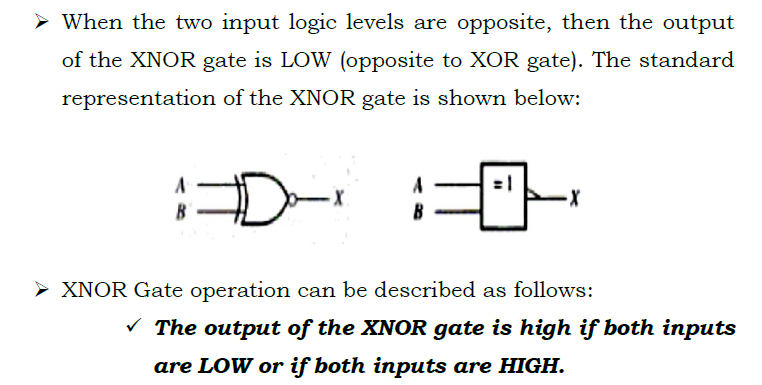 ➢ When the two input logic levels are opposite, then the output
of the XNOR gate is LOW (opposite to XOR gate). The standard
representation of the XNOR gate is shown below:
A
B
X
A
B
=1
X
➢ XNOR Gate operation can be described as follows:
✓ The output of the XNOR gate is high if both inputs
are LOW or if both inputs are HIGH.